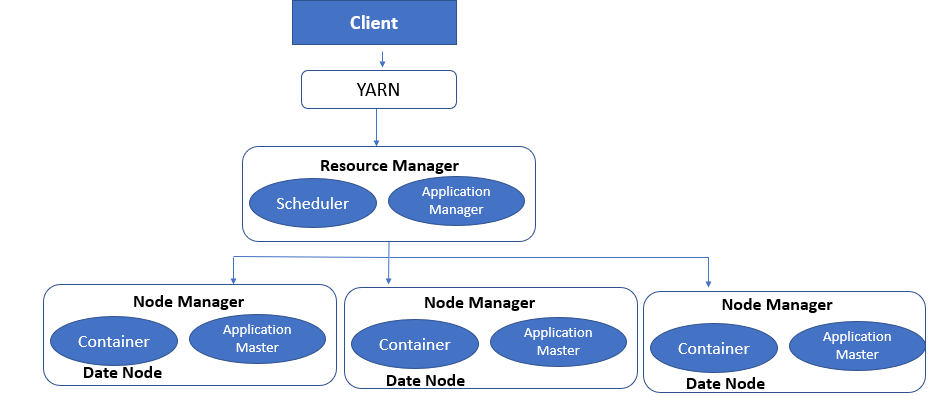 Client
YARN
Resource Manager
Scheduler
Application
Manager
Node Manager
Container
Application
Master
Date Node
Node Manager
Container
Application
Master
Date Node
Node Manager
Container
Application
Master
Date Node